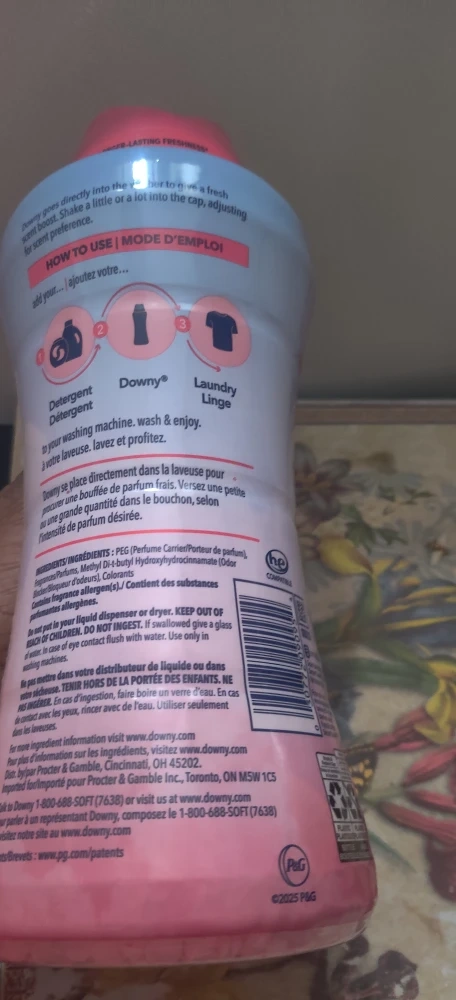 -LASTING FRESHNESS
Downy goes directly into the to give a fresh
scent boost. Shake a little or a lot into the cap, adjusting
for scent preference.
HOW TO USE | MODE D'EMPLOI
add your... | ajoutez votre...
1 2 3
Detergent Downy® Laundry
Détergent Linge
to your washing machine. wash & enjoy.
à votre laveuse. lavez et profitez.
Downy se place directement dans la laveuse pour
procurer une bouffée de parfum frais. Versez une petite
ou une grande quantité dans le bouchon, selon
l'intensité de parfum désirée.
INGREDIENTS/INGRÉDIENTS : PEG (Perfume Carrier/Porteur de parfum),
Fragrances/Parfums, Methyl Di-t-butyl Hydroxyhydrocinnamate (Odor
Blocker/Bloqueur d'odeurs), Colorants
Contains fragrance allergen(s)./ Contient des substances
parfumantes allergènes.
he
COMPATIBLE
Do not put in your liquid dispenser or dryer. KEEP OUT OF
REACH OF CHILDREN. DO NOT INGEST. If swallowed give a glass
of water. In case of eye contact flush with water. Use only in
washing machines.
Ne pas mettre dans votre distributeur de liquide ou dans
votre sécheuse. TENIR HORS DE LA PORTÉE DES ENFANTS. NE
PAS INGÉRER. En cas d'ingestion, faire boire un verre d'eau. En cas
de contact avec les yeux, rincer avec de l'eau. Utiliser seulement
dans les laveuses.
For more ingredient information visit www.downy.com
Pour plus d'information sur les ingrédients, visitez www.downy.com
Dist. by/par Procter & Gamble, Cincinnati, OH 45202.
Imported for/Importé pour Procter & Gamble Inc., Toronto, ON M5W 1C5
to Downy 1-800-688-SOFT (7638) or visit us at www.downy.com
parler à un représentant Downy, composez le 1-800-688-SOFT (7638)
visitez notre site au www.downy.com
/Brevets : www.pg.com/patents
P&G
©2025 P&G